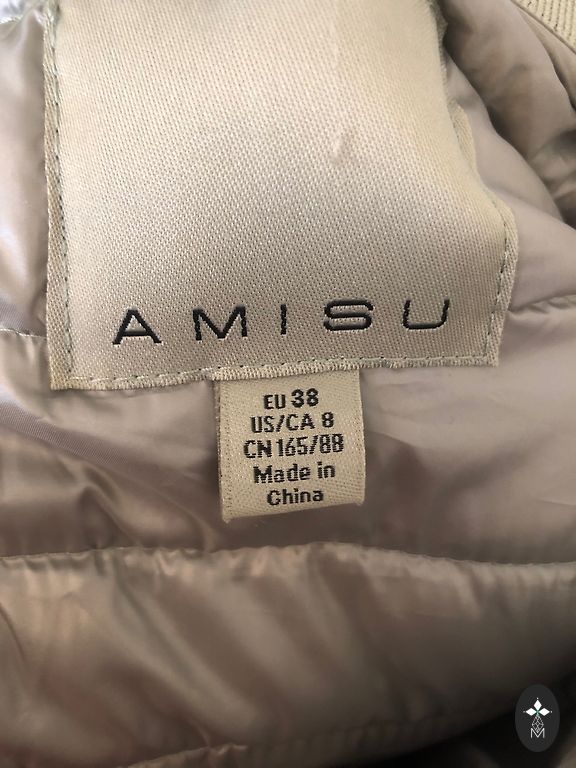 AMISU
EU 38
US/CA 8
CN 165/88
Made in
China
M